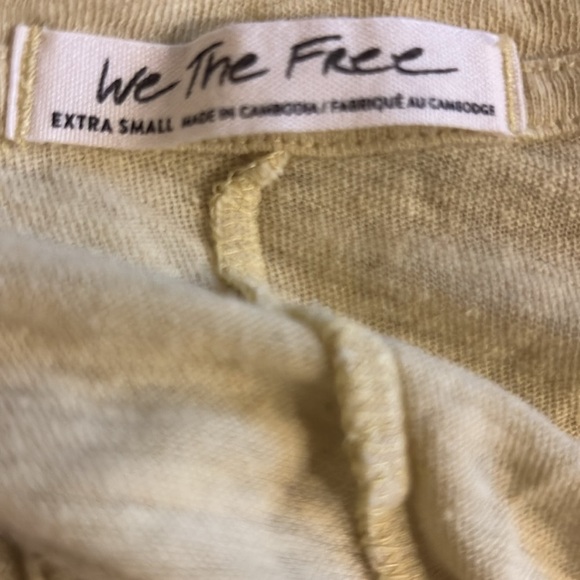 We The Free
EXTRA SMALL MADE IN CAMBODIA / FABRIQUÉ AU CAMBODGE